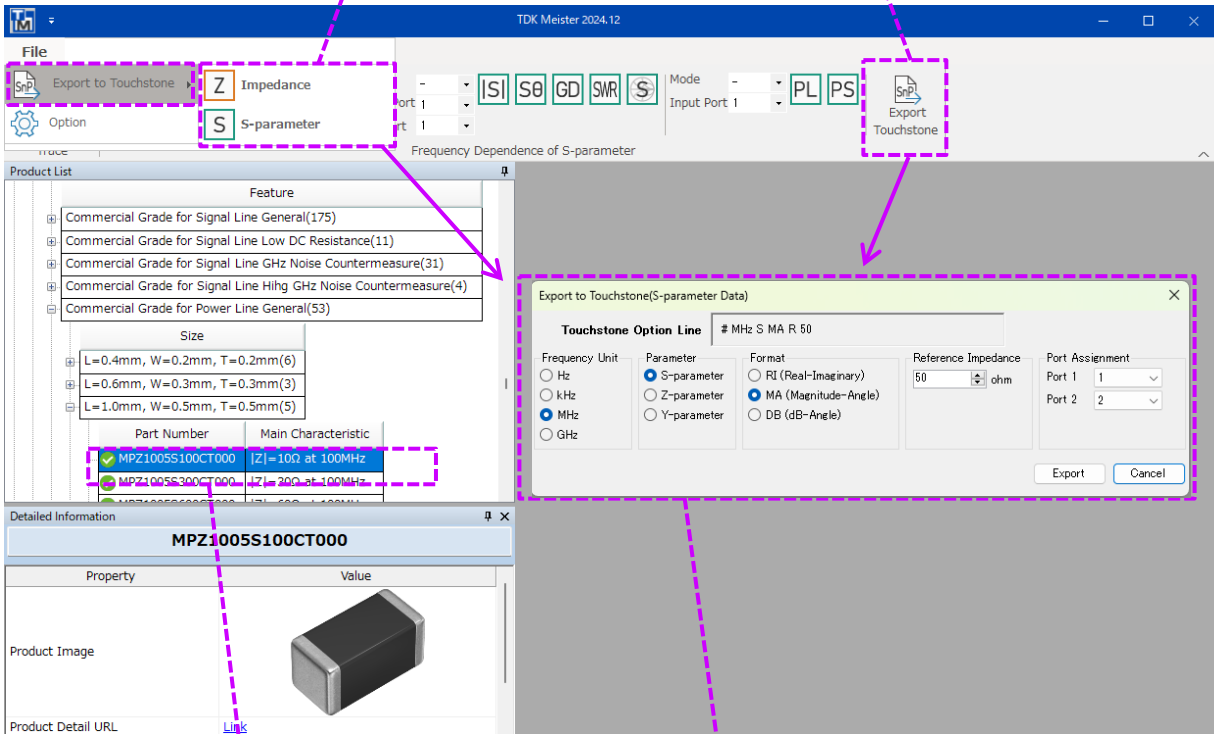 TDK Meister 2024.12
File
SnP Export to Touchstone
Z Impedance
Option
S S-parameter
-
ort 1
rt 1
|S| Sθ GD SWR S
Mode -
Input Port 1
PL PS
SnP
Export
Touchstone
Trace
Frequency Dependence of S-parameter
Product List
Feature
Commercial Grade for Signal Line General(175)
Commercial Grade for Signal Line Low DC Resistance(11)
Commercial Grade for Signal Line GHz Noise Countermeasure(31)
Commercial Grade for Signal Line Hihg GHz Noise Countermeasure(4)
Commercial Grade for Power Line General(53)
Size
L=0.4mm, W=0.2mm, T=0.2mm(6)
L=0.6mm, W=0.3mm, T=0.3mm(3)
L=1.0mm, W=0.5mm, T=0.5mm(5)
Part Number Main Characteristic
MPZ1005S100CT000 |Z|=10Ω at 100MHz
MPZ1005S300CT000 |Z|=30Ω at 100MHz
Detailed Information
MPZ1005S100CT000
Property Value
Product Image
Product Detail URL Link
Export to Touchstone(S-parameter Data)
Touchstone Option Line # MHz S MA R 50
Frequency Unit Parameter Format Reference Impedance Port Assignment
Hz S-parameter RI (Real-Imaginary) 50 ohm Port 1 1
kHz Z-parameter MA (Magnitude-Angle) Port 2 2
MHz Y-parameter DB (dB-Angle)
GHz
Export Cancel